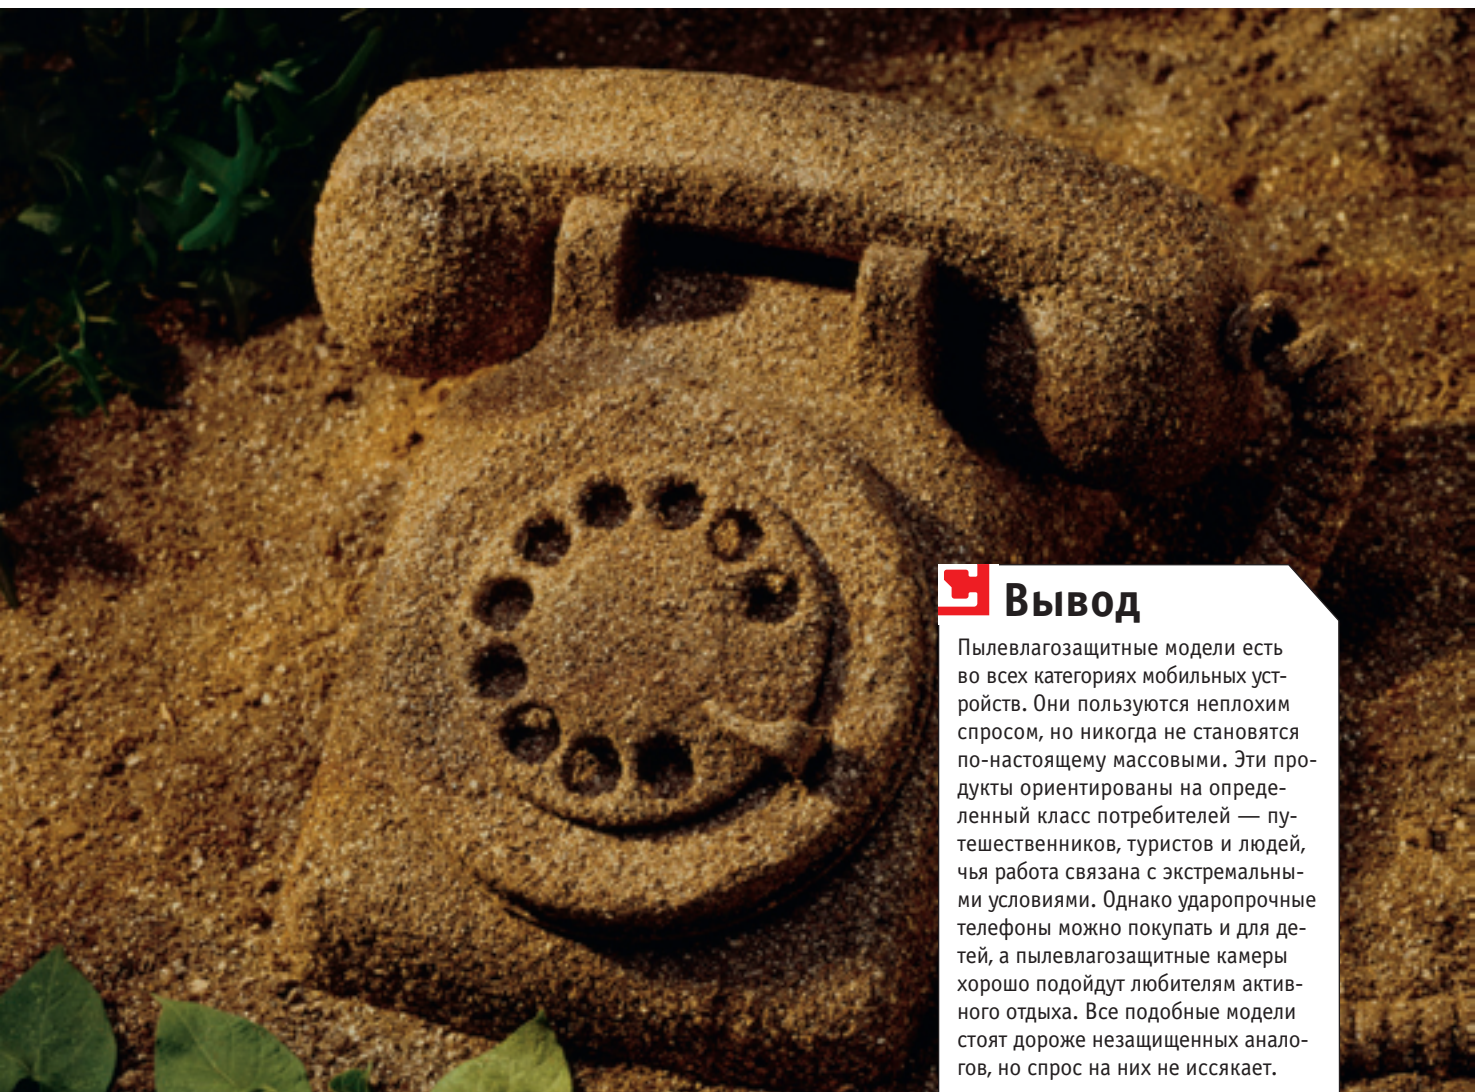 Вывод
Пылевлагозащитные модели есть
во всех категориях мобильных уст-
ройств. Они пользуются неплохим
спросом, но никогда не становятся
по-настоящему массовыми. Эти про-
дукты ориентированы на опреде-
ленный класс потребителей — пу-
тешественников, туристов и людей,
чья работа связана с экстремальны-
ми условиями. Однако ударопрочные
телефоны можно покупать и для де-
тей, а пылевлагозащитные камеры
хорошо подойдут любителям актив-
ного отдыха. Все подобные модели
стоят дороже незащищенных анало-
гов, но спрос на них не иссякает.